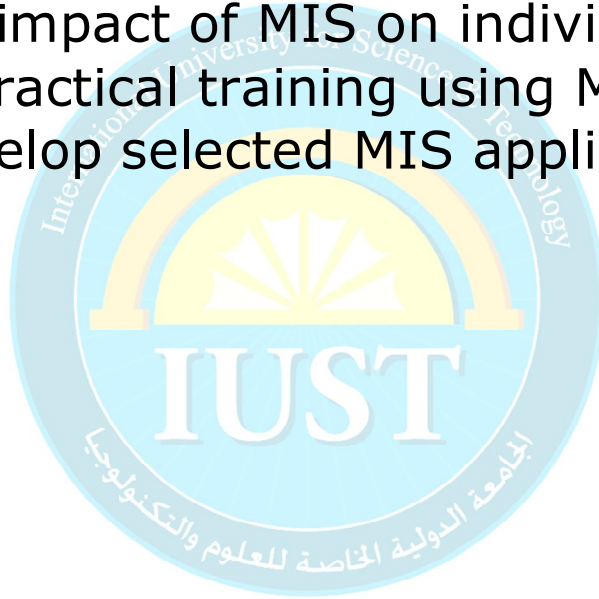 impact of MIS on indivi
ractical training using M
elop selected MIS appli
International University for Science & Technology
IUST
الجامعة الدولية الخاصة للعلوم والتكنولوجيا